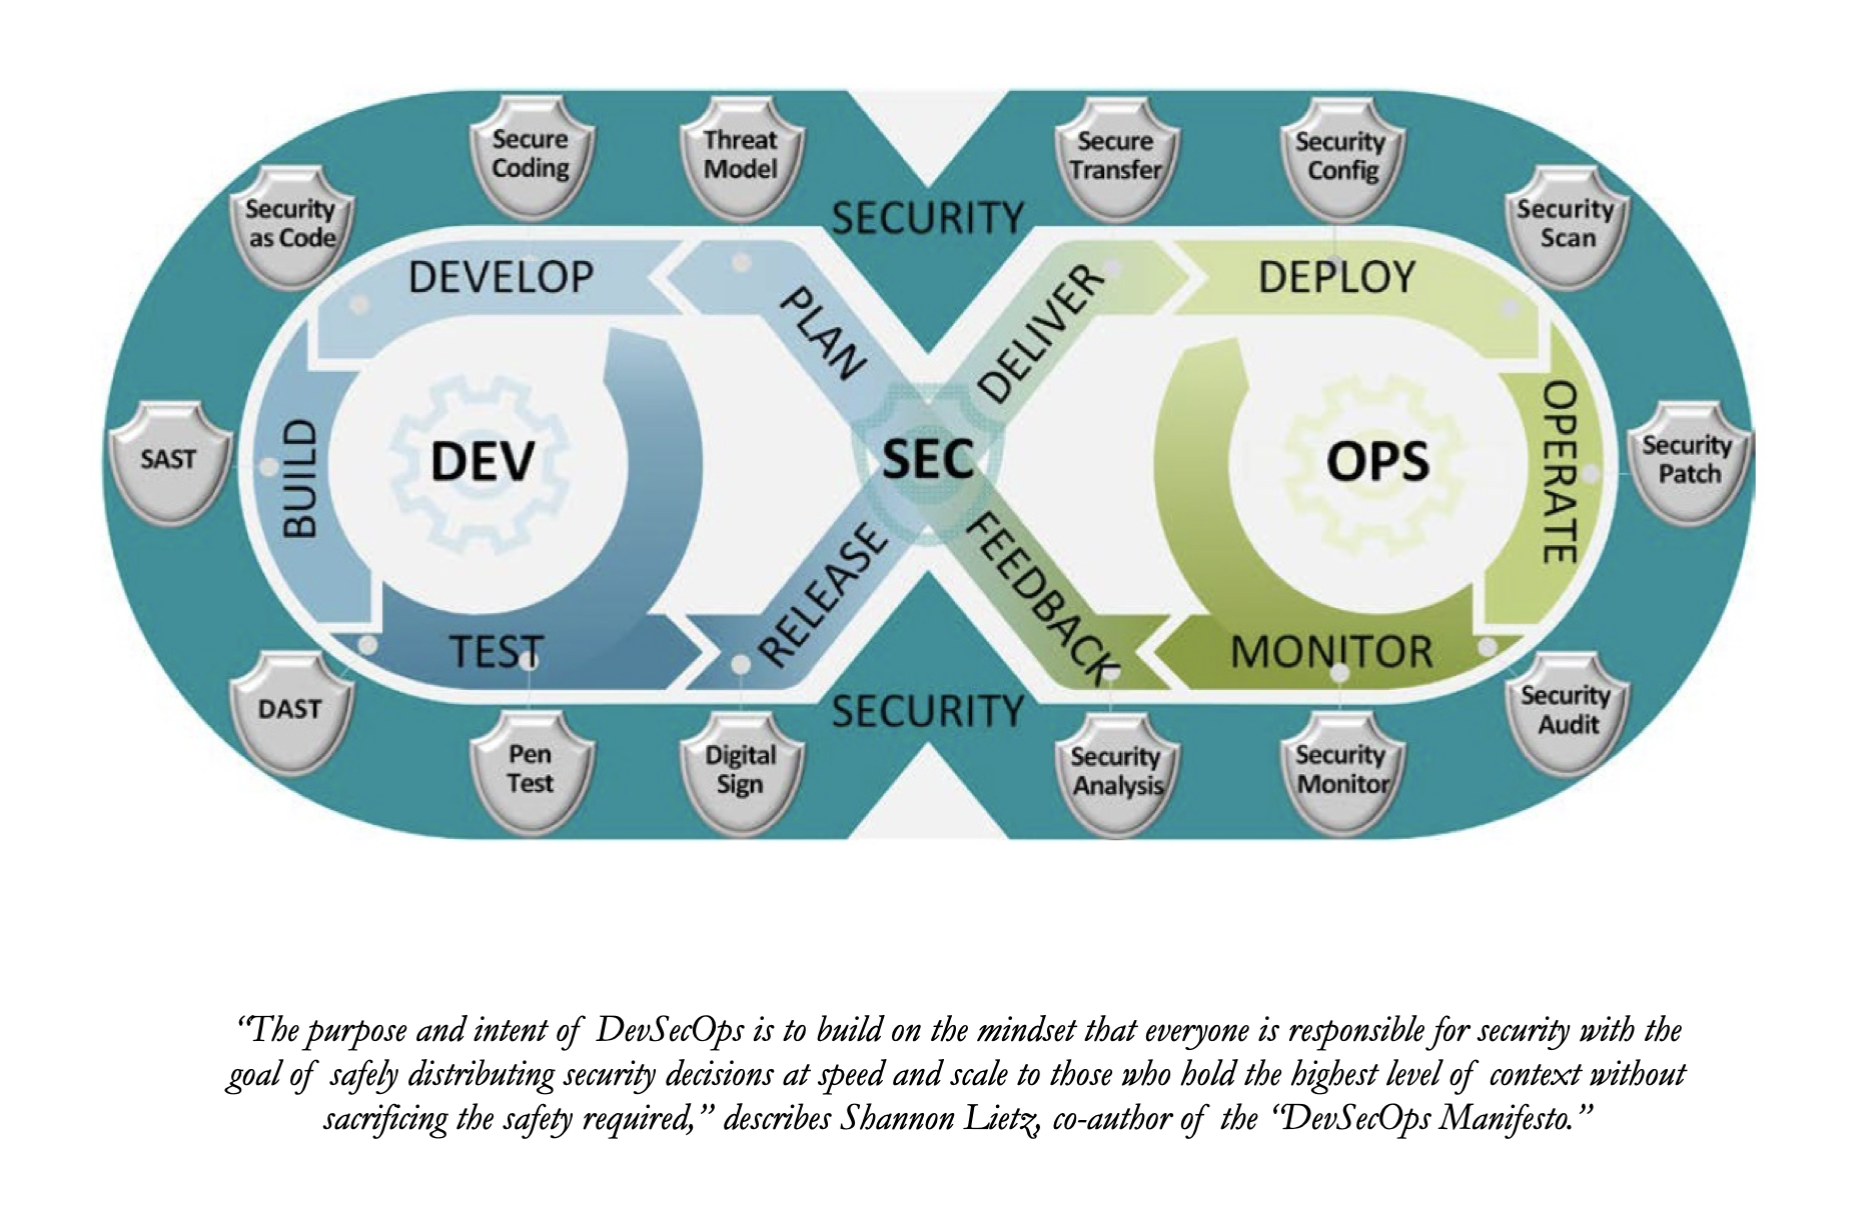 Secure
Coding
Threat
Model
Secure
Transfer
Security
Config
Security
as Code
Security
Scan
SECURITY
DEVELOP
PLAN
DELIVER
DEPLOY
SAST
BUILD
DEV
SEC
OPS
OPERATE
Security
Patch
TEST
RELEASE
FEEDBACK
MONITOR
SECURITY
DAST
Pen
Test
Digital
Sign
Security
Analysis
Security
Monitor
Security
Audit
“The purpose and intent of DevSecOps is to build on the mindset that everyone is responsible for security with the
goal of safely distributing security decisions at speed and scale to those who hold the highest level of context without
sacrificing the safety required,” describes Shannon Lietz, co-author of the “DevSecOps Manifesto.”